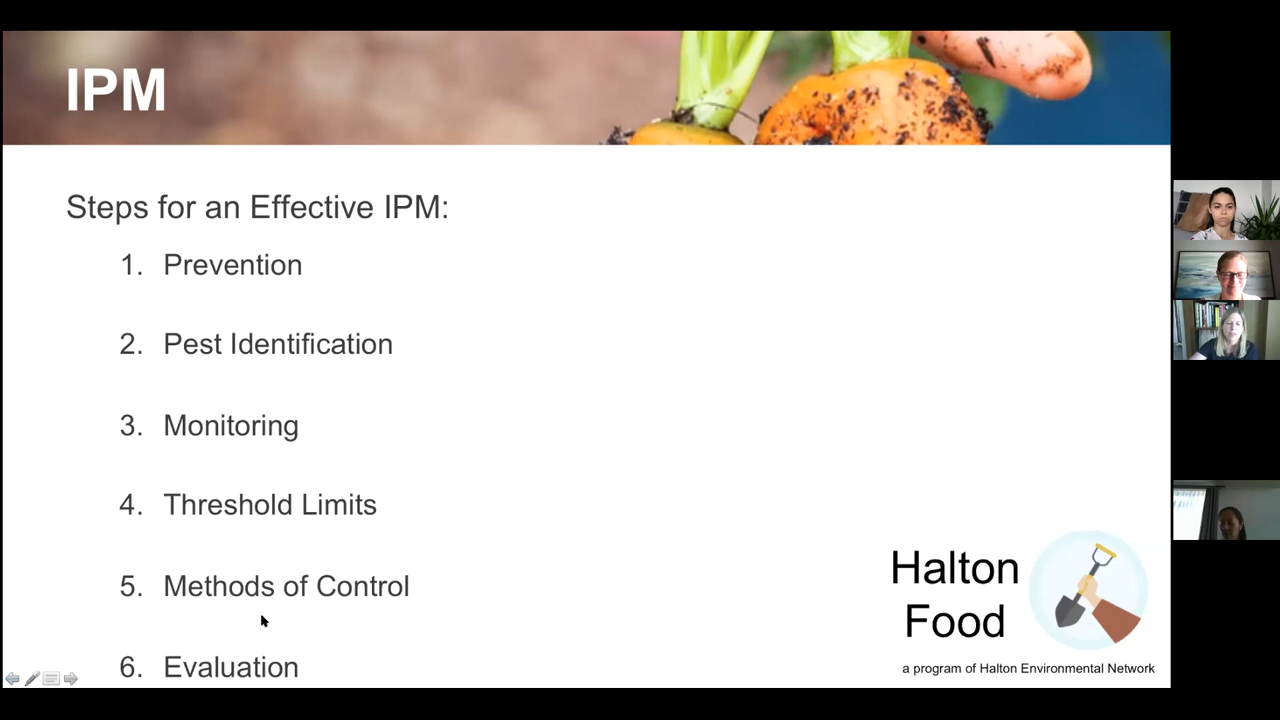 IPM
Steps for an Effective IPM:
1. Prevention
2. Pest Identification
3. Monitoring
4. Threshold Limits
5. Methods of Control
6. Evaluation
Halton
Food
a program of Halton Environmental Network